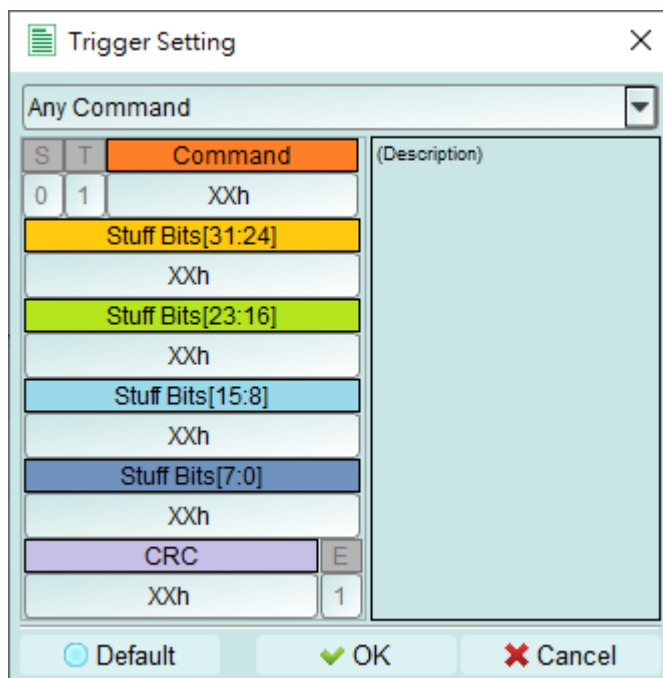 Trigger Setting
Any Command
S T Command
0 1 XXh
(Description)
Stuff Bits[31:24]
XXh
Stuff Bits[23:16]
XXh
Stuff Bits[15:8]
XXh
Stuff Bits[7:0]
XXh
CRC E
XXh 1
Default OK Cancel